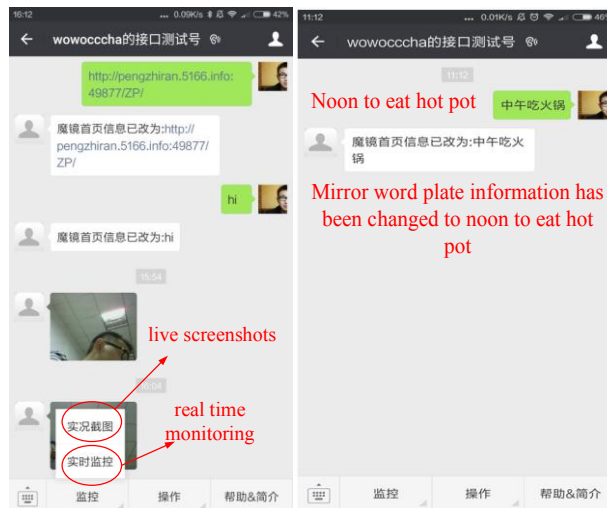 16:12
... 0.09K/s 42%
wowocccha的接口测试号
http://pengzhiran.5166.info:
49877/ZP/
魔镜首页信息已改为:http://
pengzhiran.5166.info:49877/
ZP/
hi
魔镜首页信息已改为:hi
15:54
live screenshots
16:04
real time
monitoring
实况截图
实时监控
监控
操作
帮助&简介
11:12
... 0.01K/s 46%
wowocccha的接口测试号
11:12
Noon to eat hot pot
中午吃火锅
魔镜首页信息已改为:中午吃火
锅
Mirror word plate information has
been changed to noon to eat hot
pot
监控
操作
帮助&简介